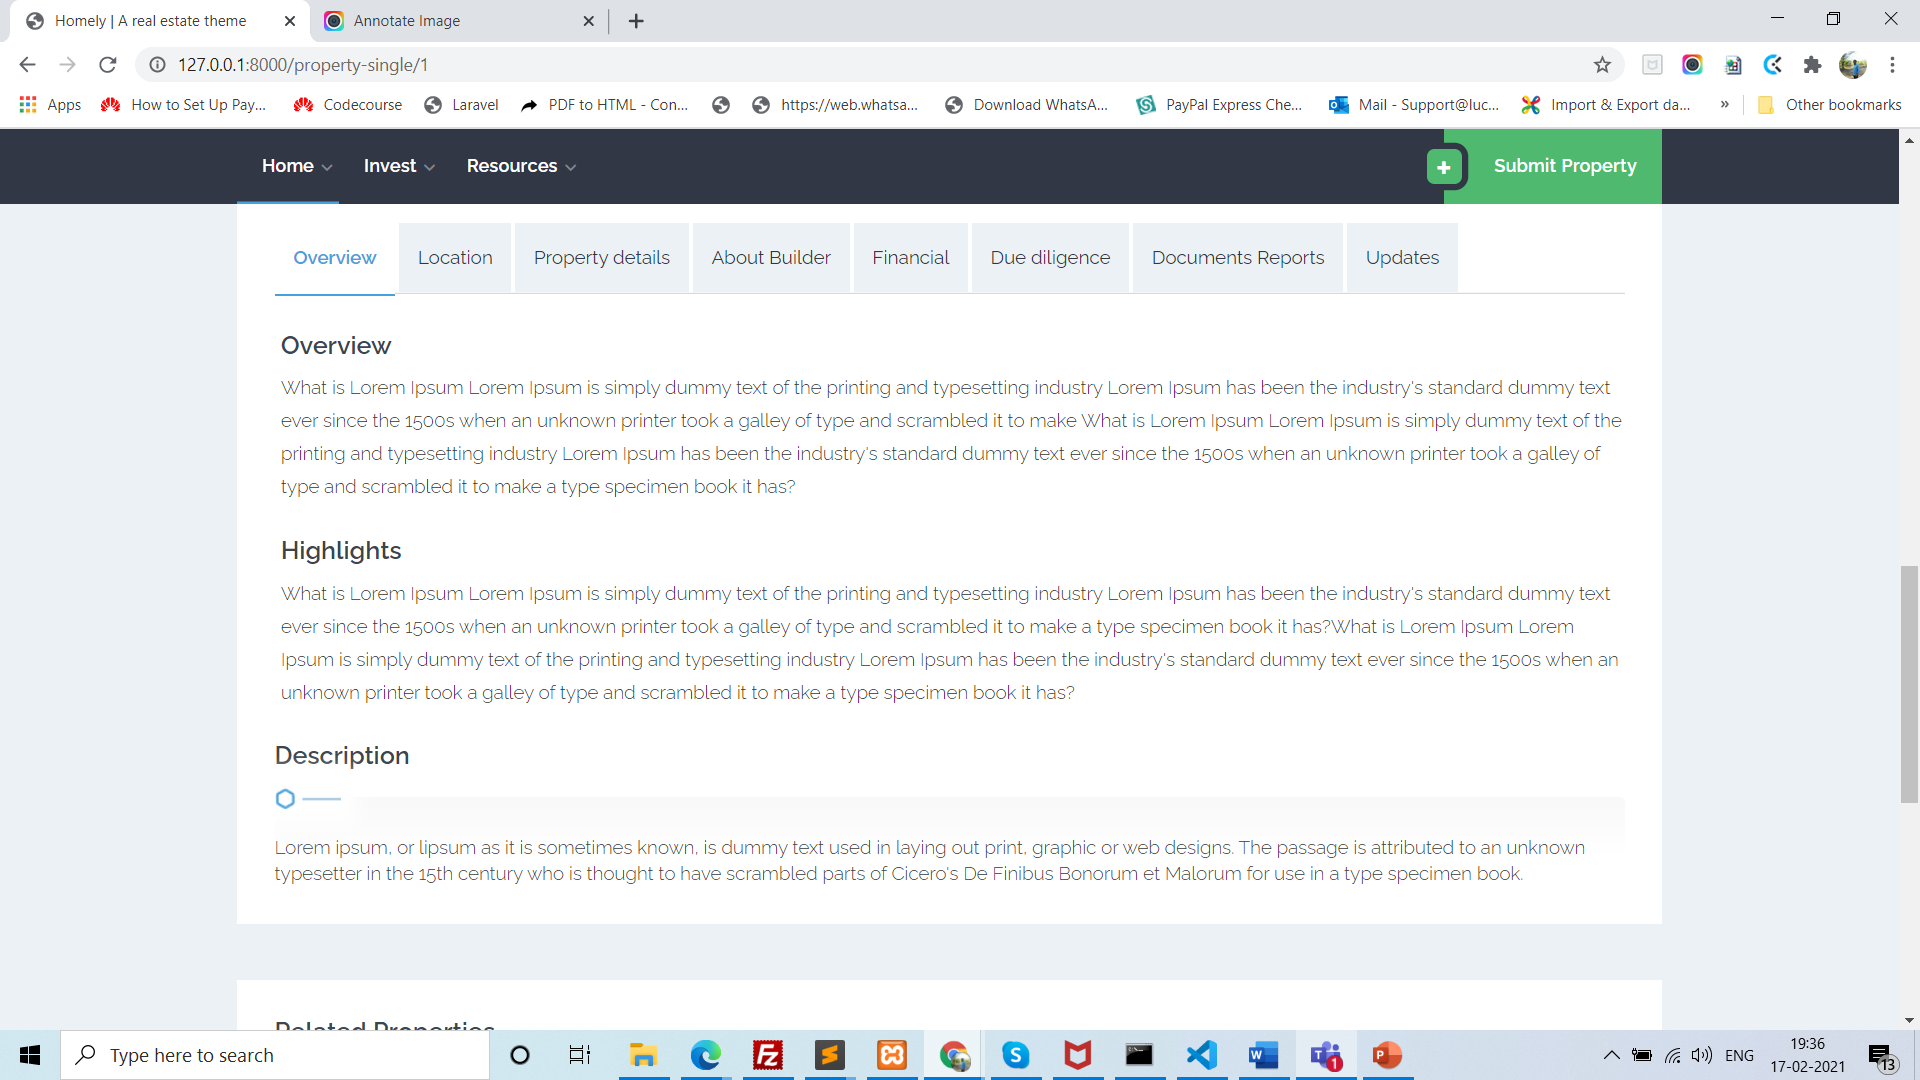 Homely | A real estate theme
Annotate Image
127.0.0.1:8000/property-single/1
Apps
How to Set Up Pay...
Codecourse
Laravel
PDF to HTML - Con...
https://web.whatsa...
Download WhatsA...
PayPal Express Che...
Mail - Support@luc...
Import & Export da...
»
Other bookmarks
Home
Invest
Resources
Submit Property
Overview
Location
Property details
About Builder
Financial
Due diligence
Documents Reports
Updates
Overview
What is Lorem Ipsum Lorem Ipsum is simply dummy text of the printing and typesetting industry Lorem Ipsum has been the industry's standard dummy text
ever since the 1500s when an unknown printer took a galley of type and scrambled it to make What is Lorem Ipsum Lorem Ipsum is simply dummy text of the
printing and typesetting industry Lorem Ipsum has been the industry's standard dummy text ever since the 1500s when an unknown printer took a galley of
type and scrambled it to make a type specimen book it has?
Highlights
What is Lorem Ipsum Lorem Ipsum is simply dummy text of the printing and typesetting industry Lorem Ipsum has been the industry's standard dummy text
ever since the 1500s when an unknown printer took a galley of type and scrambled it to make a type specimen book it has?What is Lorem Ipsum Lorem
Ipsum is simply dummy text of the printing and typesetting industry Lorem Ipsum has been the industry's standard dummy text ever since the 1500s when an
unknown printer took a galley of type and scrambled it to make a type specimen book it has?
Description
Lorem ipsum, or lipsum as it is sometimes known, is dummy text used in laying out print, graphic or web designs. The passage is attributed to an unknown
typesetter in the 15th century who is thought to have scrambled parts of Cicero's De Finibus Bonorum et Malorum for use in a type specimen book.
Related Properties
Type here to search
ENG
19:36
17-02-2021
13